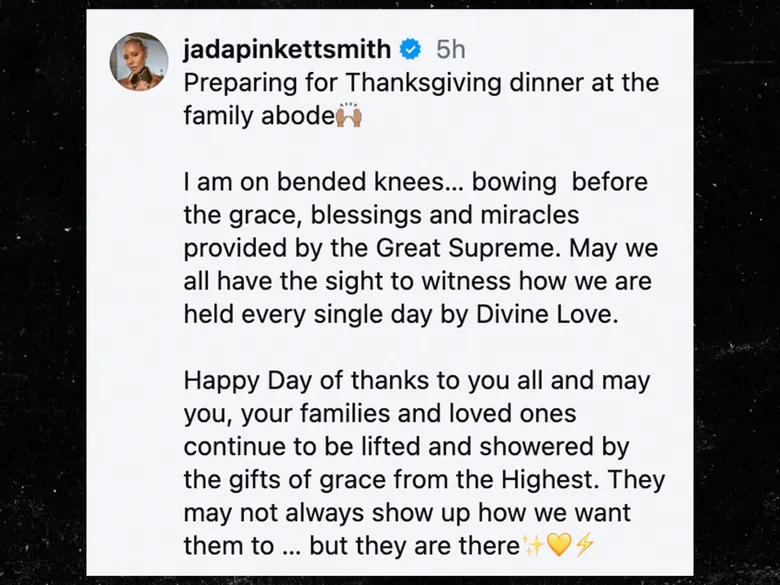 jadapinkettsmith 5h
Preparing for Thanksgiving dinner at the
family abode🙌🏽
I am on bended knees... bowing  before
the grace, blessings and miracles
provided by the Great Supreme. May we
all have the sight to witness how we are
held every single day by Divine Love.
Happy Day of thanks to you all and may
you, your families and loved ones
continue to be lifted and showered by
the gifts of grace from the Highest. They
may not always show up how we want
them to ... but they are there✨💛⚡